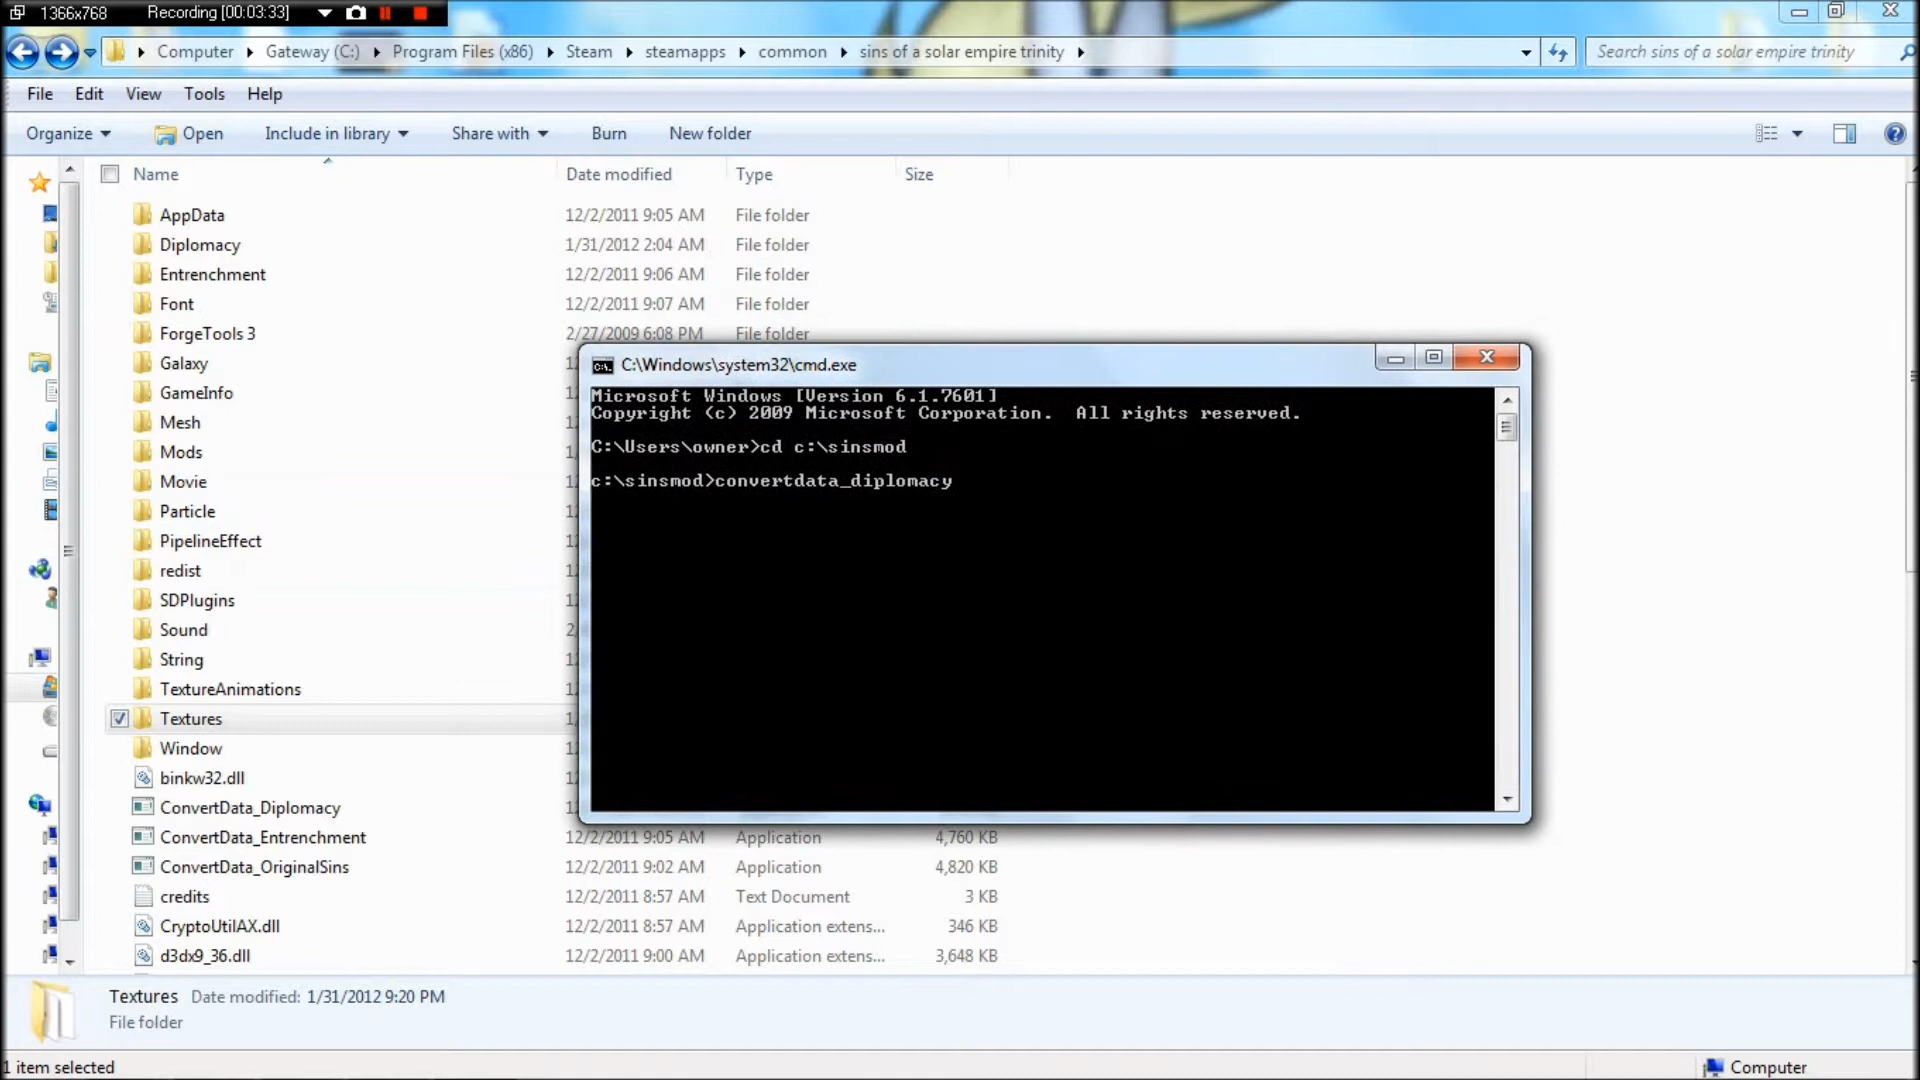 1366x768 Recording [00:03:33]
Computer Gateway (C:) Program Files (x86) Steam steamapps common sins of a solar empire trinity Search sins of a solar empire trinity
File Edit View Tools Help
Organize Open Include in library Share with Burn New folder
Name Date modified Type Size
AppData 12/2/2011 9:05 AM File folder
Diplomacy 1/31/2012 2:04 AM File folder
Entrenchment 12/2/2011 9:06 AM File folder
Font 12/2/2011 9:07 AM File folder
ForgeTools 3 2/27/2009 6:08 PM File folder
Galaxy
GameInfo
Mesh
Mods
Movie
Particle
PipelineEffect
redist
SDPlugins
Sound
String
TextureAnimations
Textures
Window
binkw32.dll
ConvertData_Diplomacy
ConvertData_Entrenchment 12/2/2011 9:05 AM Application 4,760 KB
ConvertData_OriginalSins 12/2/2011 9:02 AM Application 4,820 KB
credits 12/2/2011 8:57 AM Text Document 3 KB
CryptoUtilAX.dll 12/2/2011 8:57 AM Application extens... 346 KB
d3dx9_36.dll 12/2/2011 9:00 AM Application extens... 3,648 KB
C:\Windows\system32\cmd.exe
Microsoft Windows [Version 6.1.7601]
Copyright (c) 2009 Microsoft Corporation. All rights reserved.
C:\Users\owner>cd c:\sinsmod
c:\sinsmod>convertdata_diplomacy
Textures Date modified: 1/31/2012 9:20 PM
File folder
1 item selected Computer